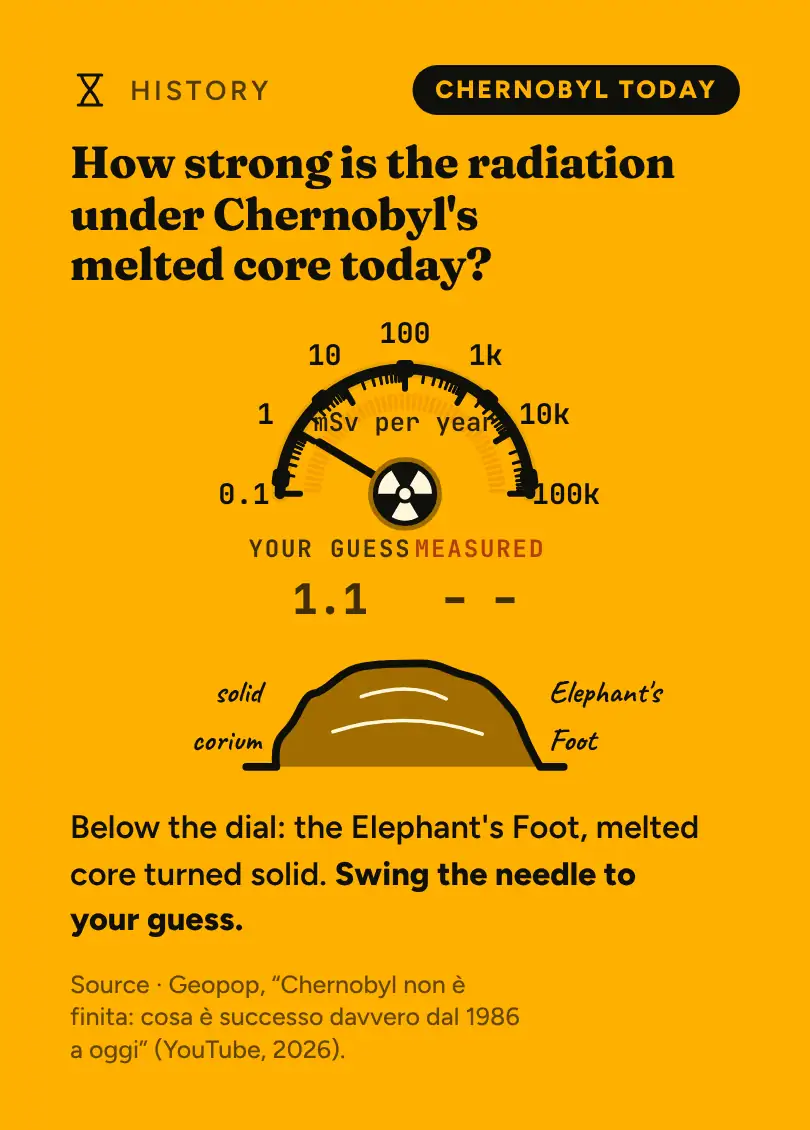 HISTORY
CHERNOBYL TODAY
How strong is the radiation
under Chernobyl's
melted core today?
100
10
1k
1
10k
mSv per year
0.1
100k
YOUR GUESS
MEASURED
1.1
- -
solid
corium
Elephant's
Foot
Below the dial: the Elephant's Foot, melted
core turned solid. Swing the needle to
your guess.
Source · Geopop, “Chernobyl non è
finita: cosa è successo davvero dal 1986
a oggi” (YouTube, 2026).